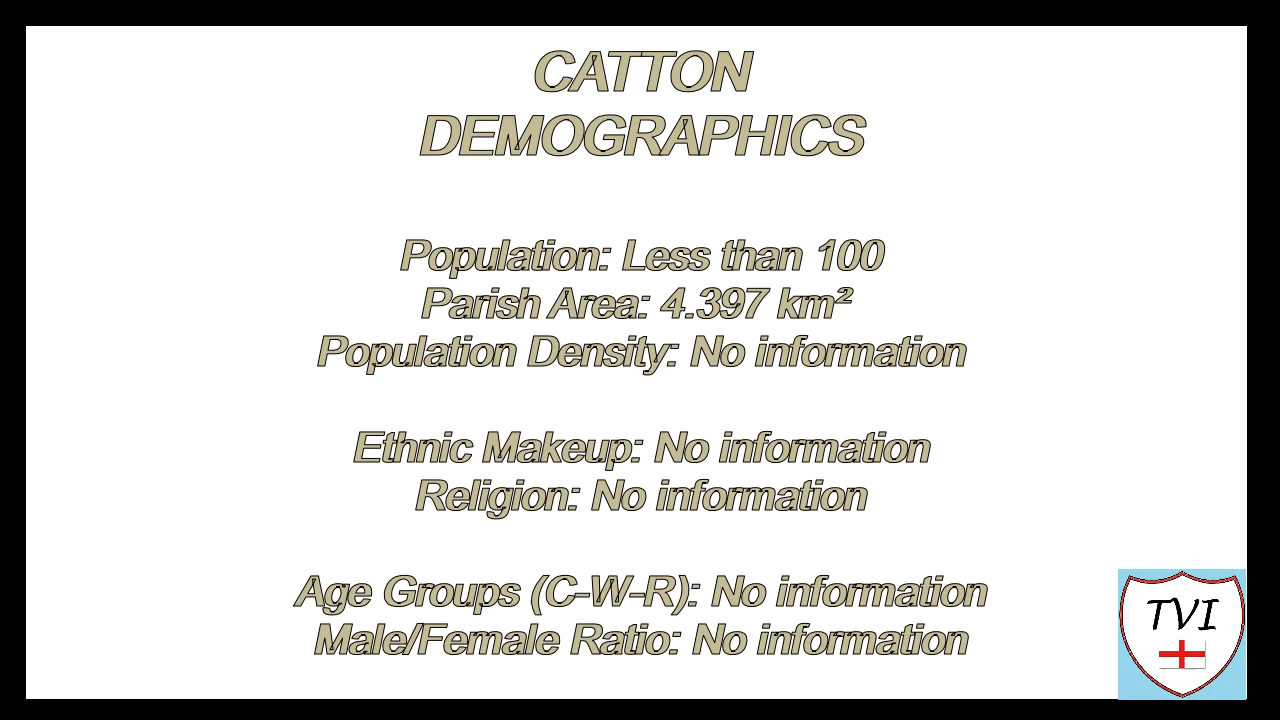 CATTON
DEMOGRAPHICS
Population: Less than 100
Parish Area: 4.397 km²
Population Density: No information
Ethnic Makeup: No information
Religion: No information
Age Groups (C-W-R): No information
Male/Female Ratio: No information
TVI